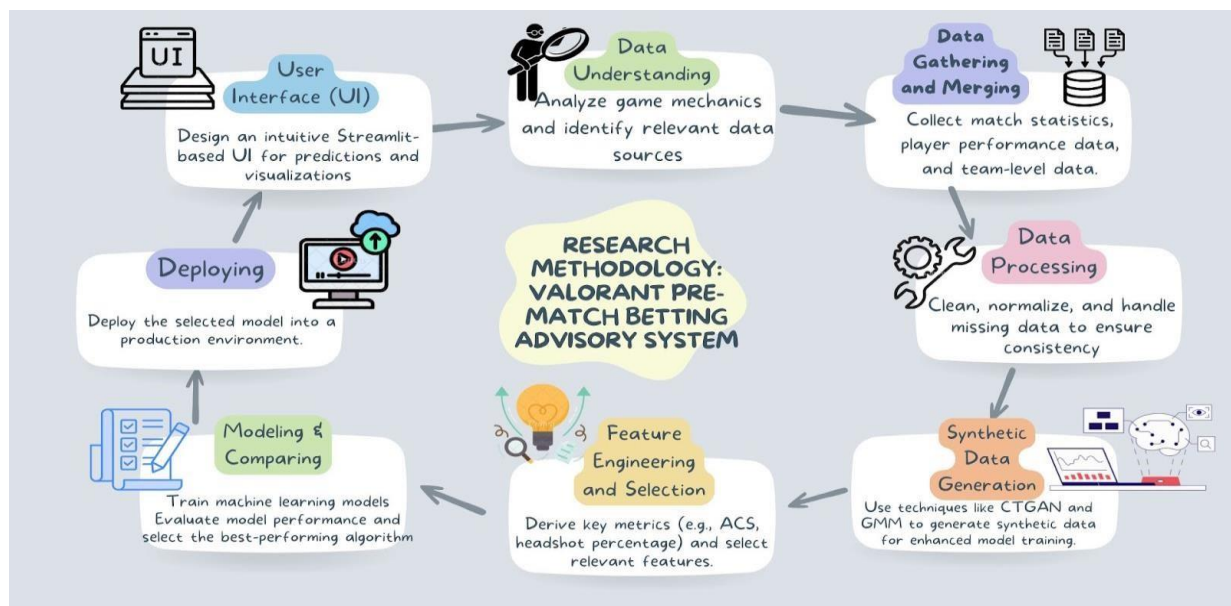 UI
User
Interface (UI)
Design an intuitive Streamlit-
based UI for predictions and
visualizations
Data
Understanding
Analyze game mechanics
and identify relevant data
sources
Data
Gathering
and Merging
Collect match statistics,
player performance data,
and team-level data.
Deploying
Deploy the selected model into a
production environment.
RESEARCH
METHODOLOGY:
VALORANT PRE-
MATCH BETTING
ADVISORY SYSTEM
Data
Processing
Clean, normalize, and handle
missing data to ensure
consistency
Modeling &
Comparing
Train machine learning models
Evaluate model performance and
select the best-performing algorithm
Feature
Engineering
and Selection
Derive key metrics (e.g., ACS,
headshot percentage) and select
relevant features.
Synthetic
Data
Generation
Use techniques like CTGAN and
GMM to generate synthetic data
for enhanced model training.